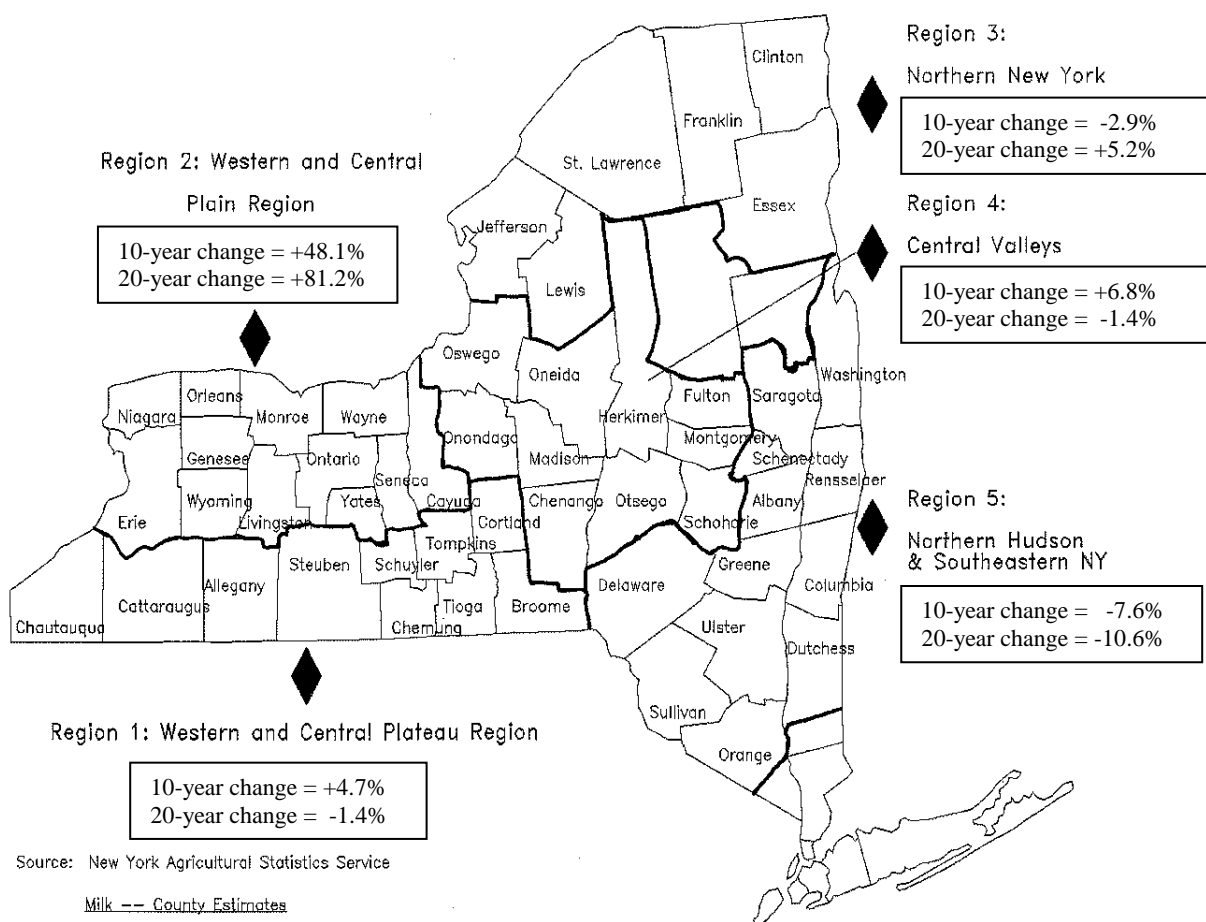 Region 3:
Northern New York
10-year change = -2.9%
20-year change = +5.2%
Region 4:
Central Valleys
10-year change = +6.8%
20-year change = -1.4%
Region 5:
Northern Hudson
& Southeastern NY
10-year change = -7.6%
20-year change = -10.6%
Region 2: Western and Central
Plain Region
10-year change = +48.1%
20-year change = +81.2%
Clinton
Franklin
St. Lawrence
Essex
Jefferson
Lewis
Oswego
Oneida
Washington
Fulton
Saratoga
Herkimer
Niagara
Orleans
Monroe
Wayne
Onondaga
Montgomery
Genesee
Ontario
Madison
Schenectady
Seneca
Rensselaer
Wyoming
Yates
Cayuga
Chenango
Otsego
Albany
Erie
Livingston
Cortland
Schoharie
Tompkins
Steuben
Schuyler
Greene
Allegany
Delaware
Columbia
Cattaraugus
Tioga
Broome
Chautauqua
Chemung
Ulster
Dutchess
Sullivan
Orange
Region 1: Western and Central Plateau Region
10-year change = +4.7%
20-year change = -1.4%
Source: New York Agricultural Statistics Service
Milk -- County Estimates